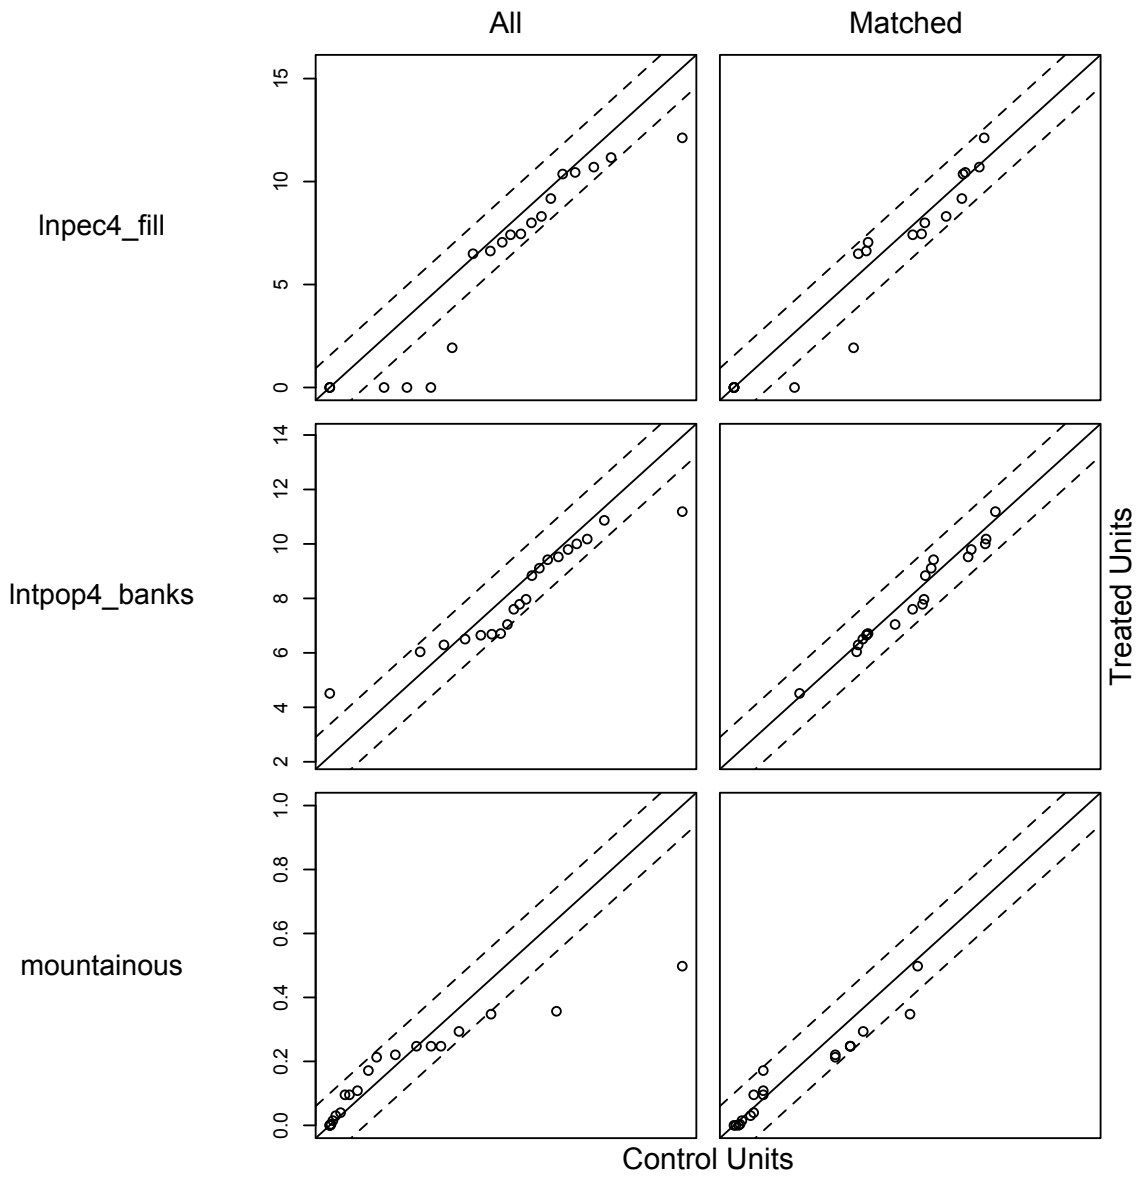 All Matched
lnpec4_fill
0 5 10 15
lntpop4_banks
2 4 6 8 10 12 14
mountainous
0.0 0.2 0.4 0.6 0.8 1.0
Treated Units
Control Units